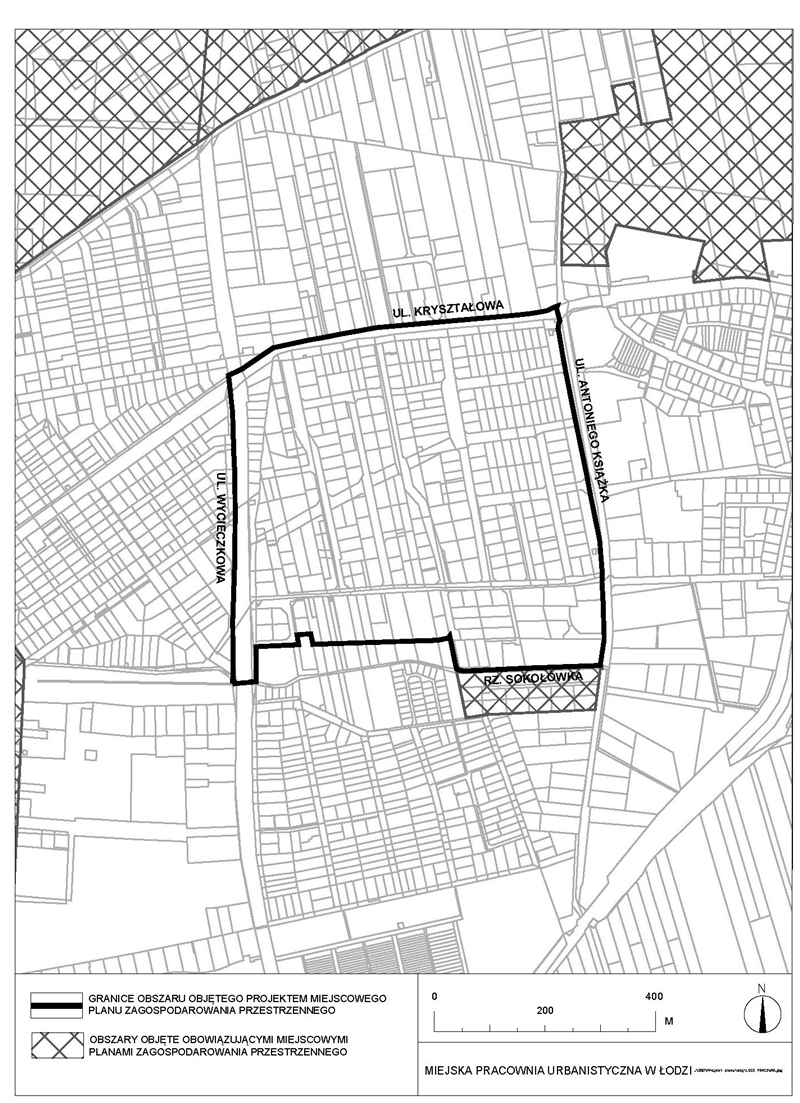 UL. KRYSZTAŁOWA
UL. ANTONIEGO KSIĄŻKA
UL. WYCIECZKOWA
RZ. SOKOŁÓWKA
GRANICE OBSZARU OBJĘTEGO PROJEKTEM MIEJSCOWEGO
PLANU ZAGOSPODAROWANIA PRZESTRZENNEGO
OBSZARY OBJĘTE OBOWIĄZUJĄCYMI MIEJSCOWYMI
PLANAMI ZAGOSPODAROWANIA PRZESTRZENNEGO
0 400
200
M
N
MIEJSKA PRACOWNIA URBANISTYCZNA W ŁODZI